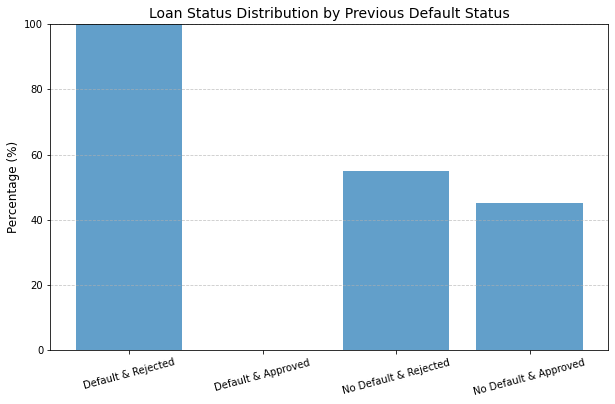 Loan Status Distribution by Previous Default Status
Percentage (%)
100
80
60
40
20
0
Default & Rejected
Default & Approved
No Default & Rejected
No Default & Approved